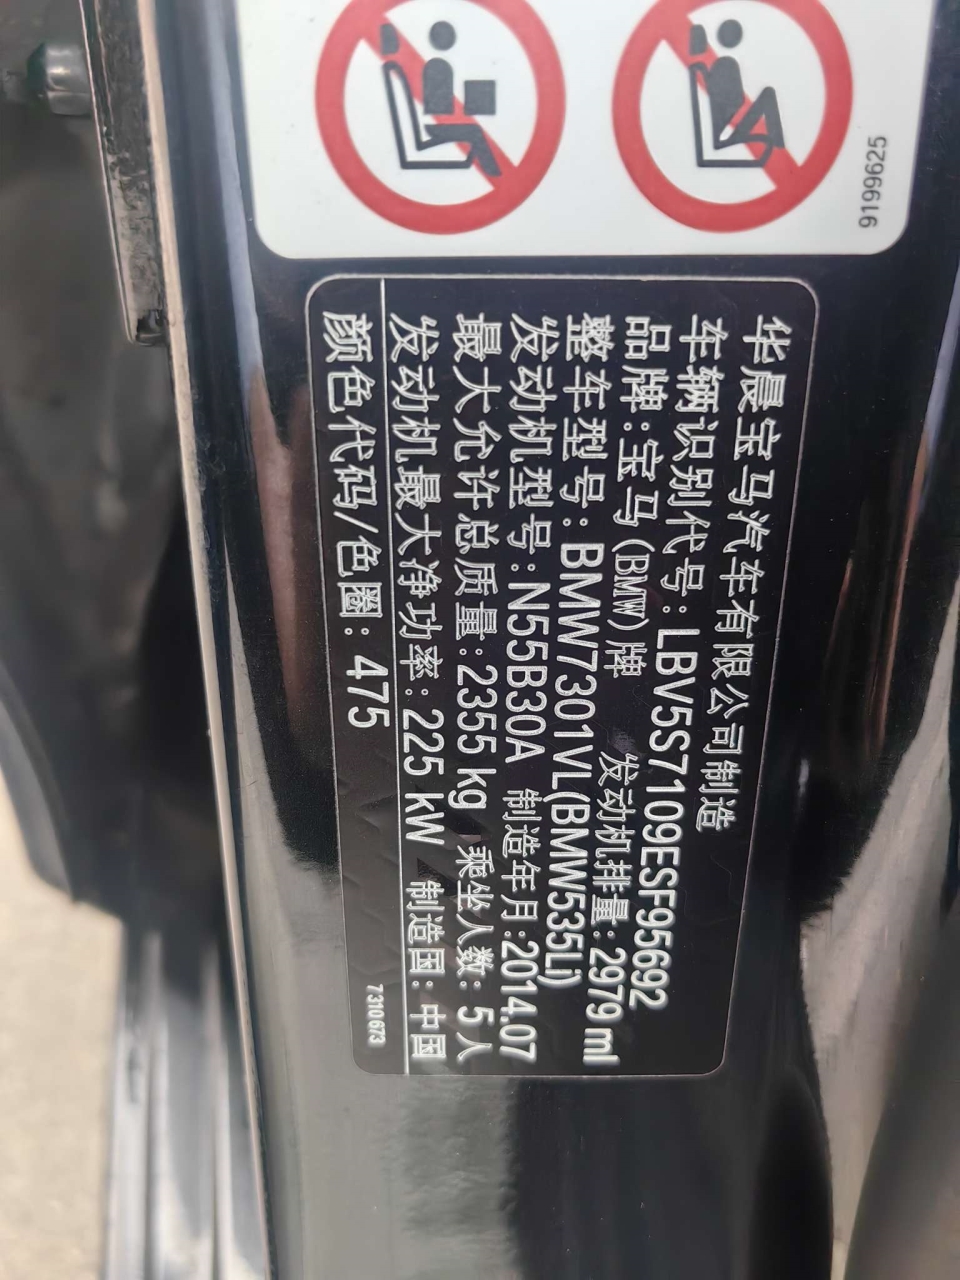 9199625
华晨宝马汽车有限公司制造
车辆识别代号:LBV5S7109ESF95692
品牌:宝马(BMW)牌 发动机排量:2979 ml
整车型号:BMW7301VL(BMW535Li)
发动机型号:N55B30A 制造年月:2014.07
最大允许总质量:2355 kg 乘坐人数: 5 人
发动机最大净功率:225 kW 制造国:中国
颜色代码/色圈: 475
7310673